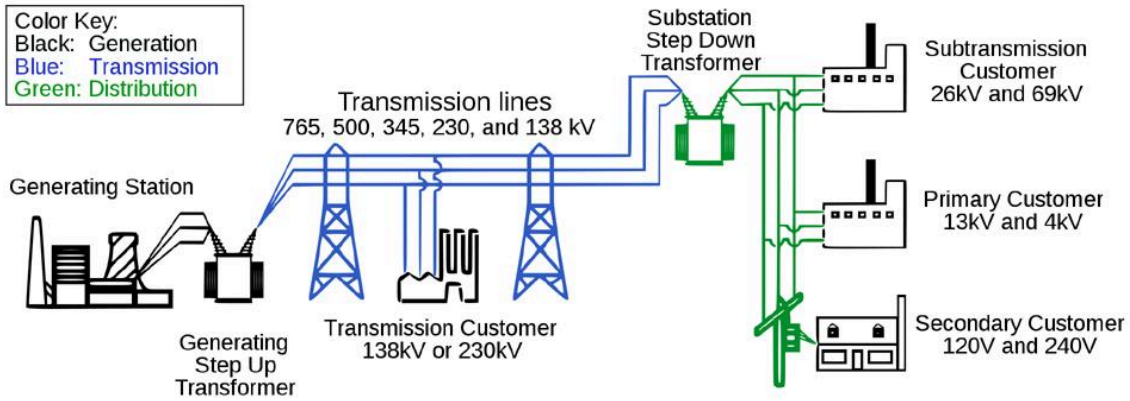 Color Key:
Black: Generation
Blue: Transmission
Green: Distribution
Substation
Step Down
Transformer
Subtransmission
Customer
26kV and 69kV
Transmission lines
765, 500, 345, 230, and 138 kV
Generating Station
Primary Customer
13kV and 4kV
Transmission Customer
138kV or 230kV
Generating
Step Up
Transformer
Secondary Customer
120V and 240V